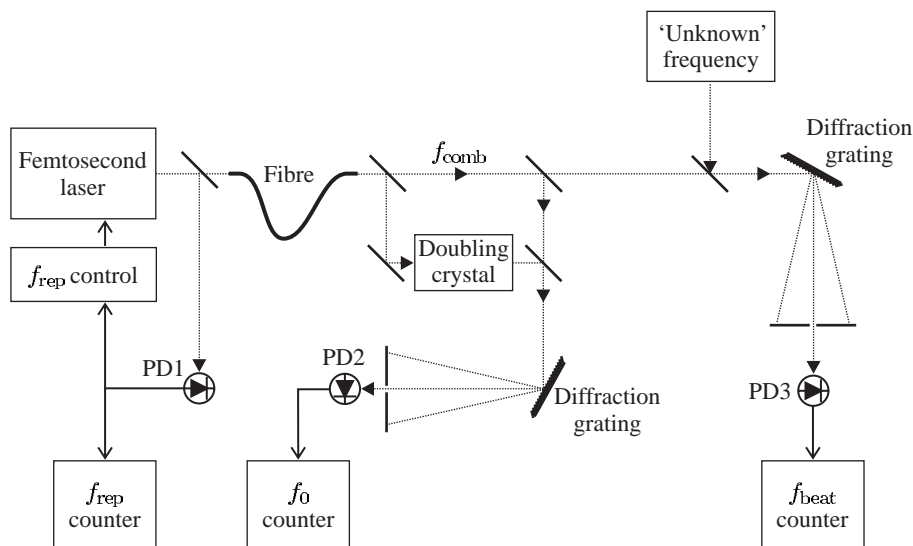 'Unknown'
frequency
Diffraction
grating
Femtosecond
laser
Fibre
f_comb
f_rep control
Doubling
crystal
PD1
PD2
Diffraction
grating
PD3
f_rep
counter
f_0
counter
f_beat
counter